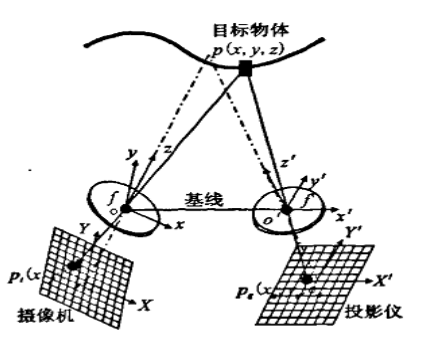 目标物体
p(x, y, z)
y
z
f
o
x
基线
z'
y'
f
o'
x'
Y
X
摄像机
Y'
X'
投影仪